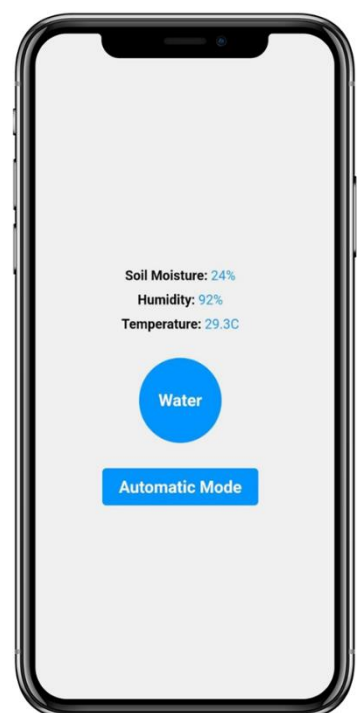 Soil Moisture: 24%
Humidity: 92%
Temperature: 29.3C
Water
Automatic Mode